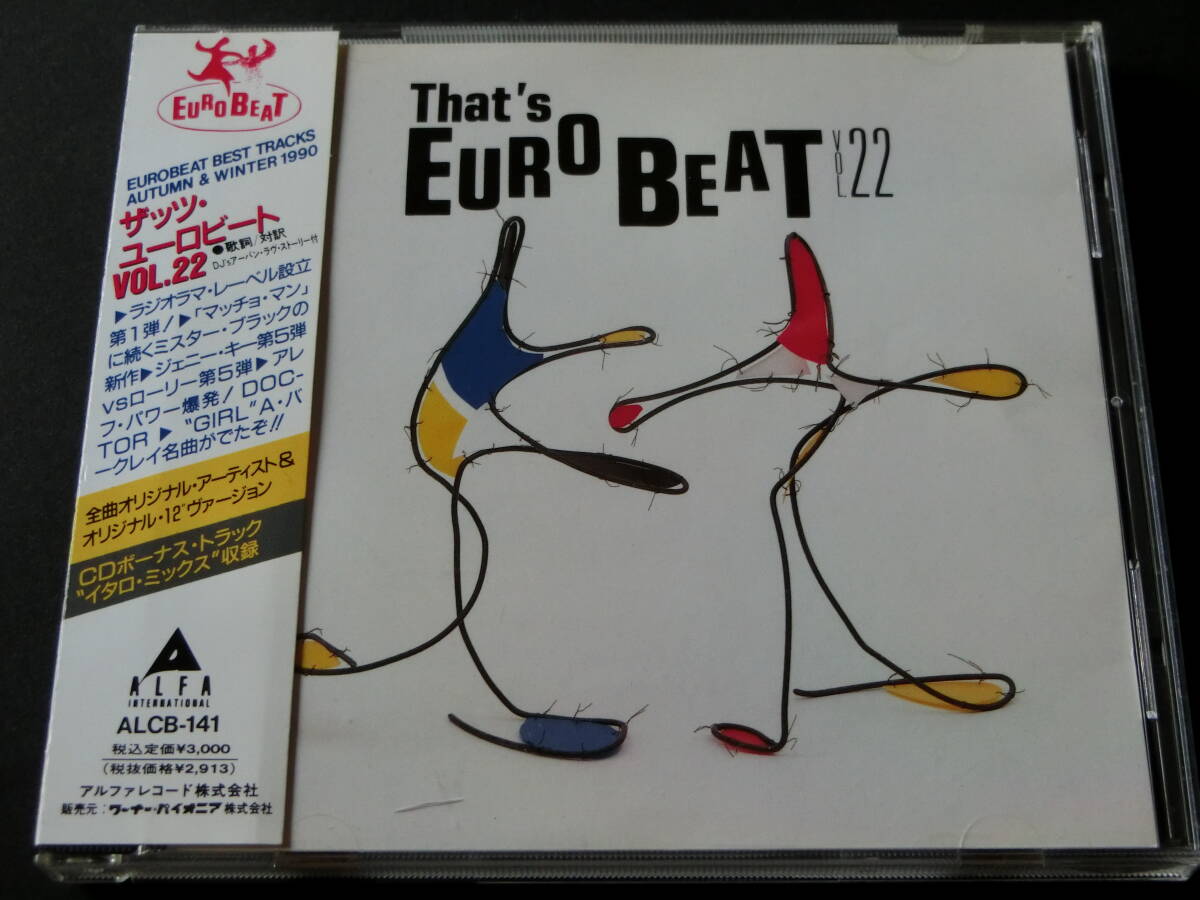 EURO BEAT
EUROBEAT BEST TRACKS
AUTUMN & WINTER 1990
ザッツ・
ユーロビート
VOL.22
●歌詞/対訳
DJ'sアーバン・ラヴ・ストーリー付
▶ラジオラマ・レーベル設立
第1弾!▶「マッチョ・マン」
に続くミスター・ブラックの
新作▶ジェニー・キー第5弾
vsローリー第5弾▶アレ
フ・パワー爆発! DOC-
TOR ▶ "GIRL" A・バ
ークレイ名曲がでたぞ!!
全曲オリジナル・アーティスト&
オリジナル・12"ヴァージョン
CDボーナス・トラック
"イタロ・ミックス"収録
ALFA
INTERNATIONAL
ALCB-141
税込定価¥3,000
(税抜価格¥2,913)
アルファレコード株式会社
販売元:ワーナー・パイオニア株式会社
That's
EURO BEAT
VOL.22